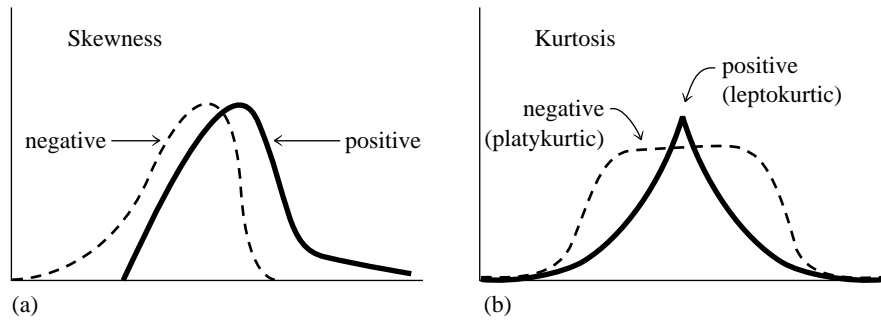 Skewness
negative
positive
(a)
Kurtosis
positive
(leptokurtic)
negative
(platykurtic)
(b)